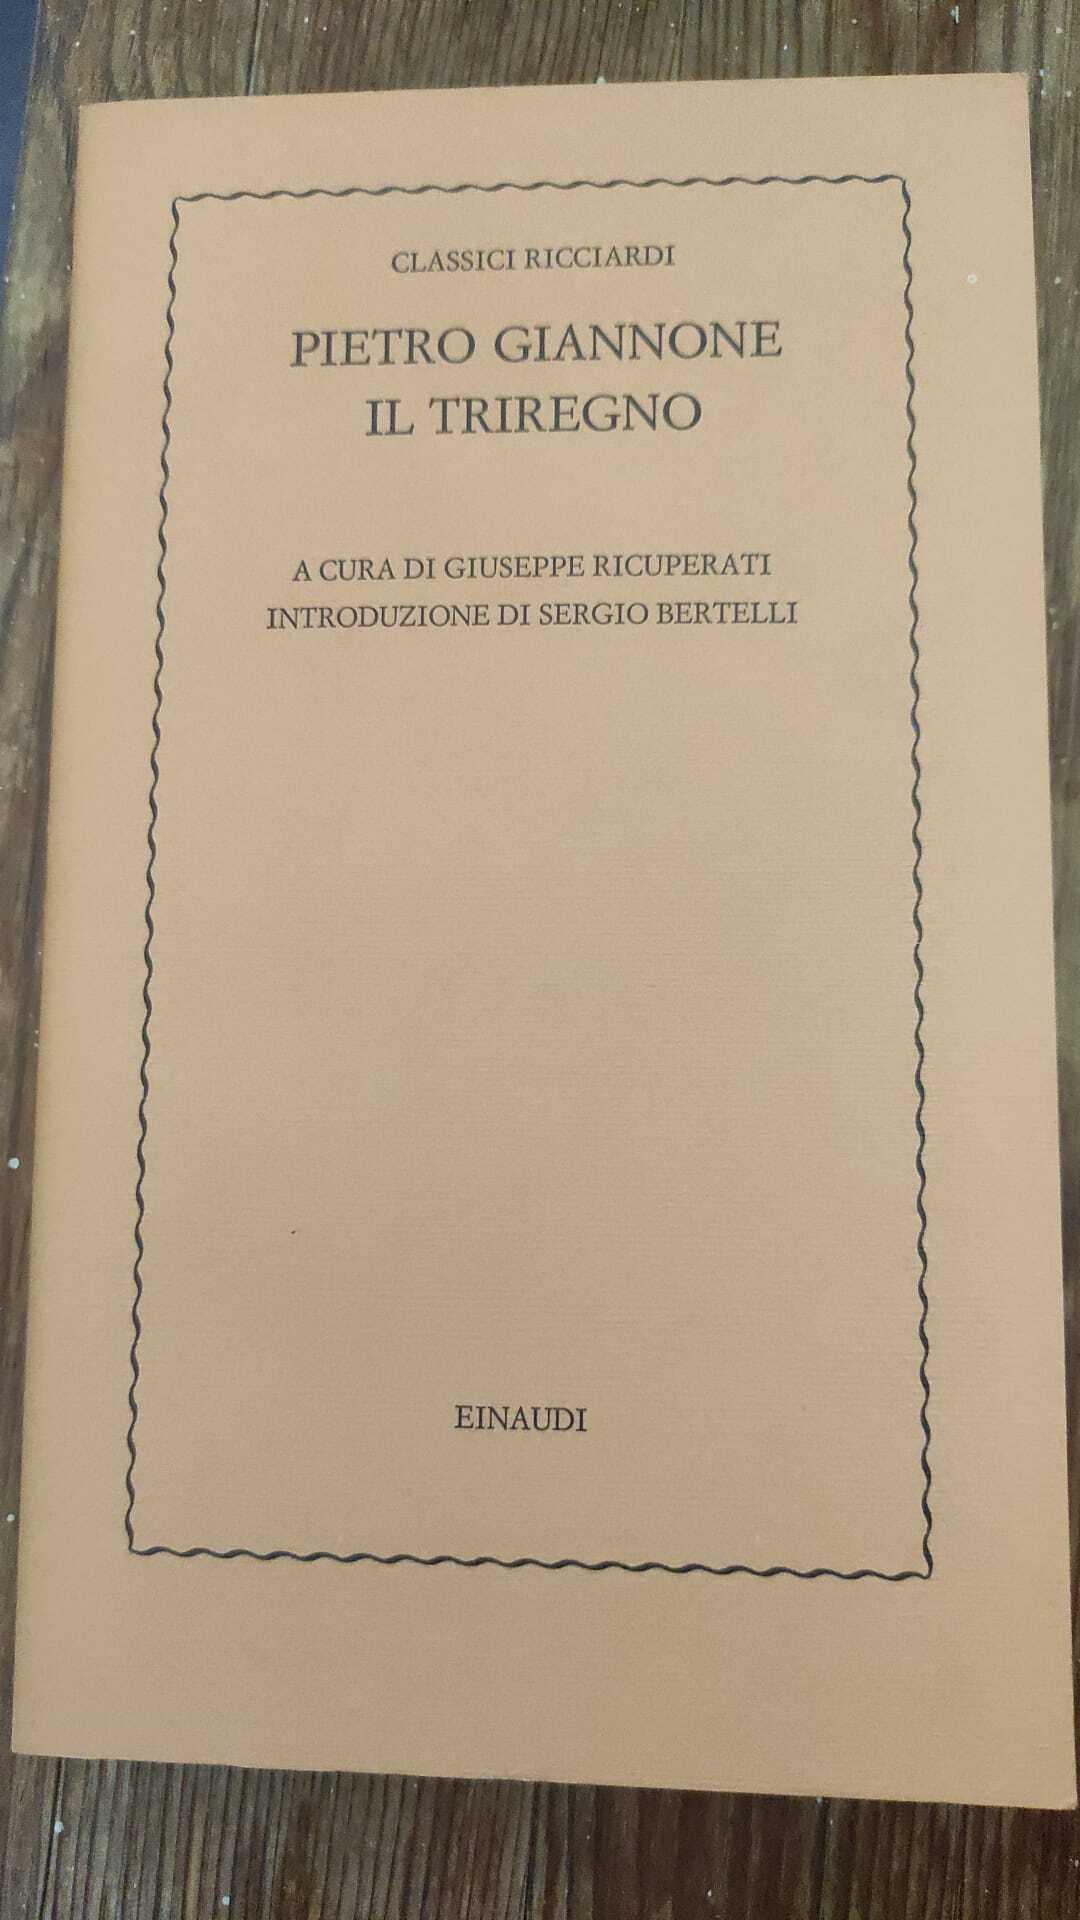 CLASSICI RICCIARDI
PIETRO GIANNONE
IL TRIREGNO
A CURA DI GIUSEPPE RICUPERATI
INTRODUZIONE DI SERGIO BERTELLI
EINAUDI